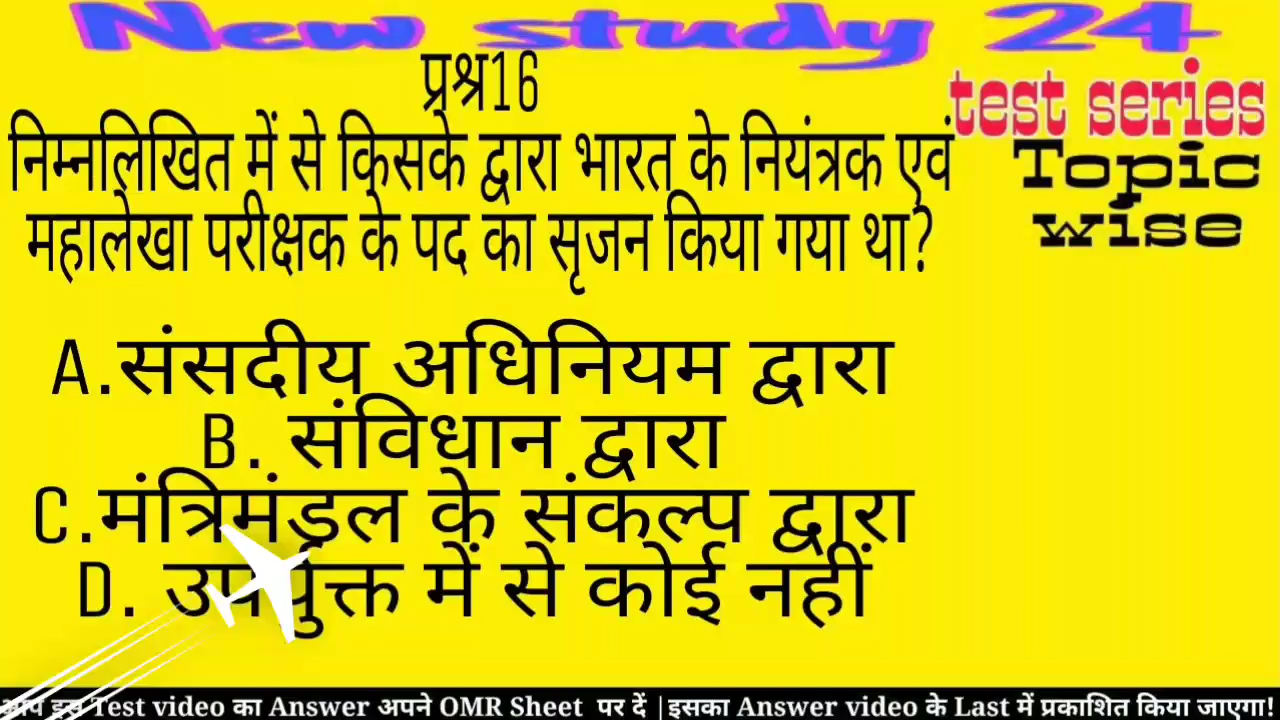 New study 24
प्रश्न16
test series
Topic
wise
निम्नलिखित में से किसके द्वारा भारत के नियंत्रक एवं
महालेखा परीक्षक के पद का सृजन किया गया था?
A.संसदीय अधिनियम द्वारा
B. संविधान द्वारा
C.मंत्रिमंडल के संकल्प द्वारा
D. उपर्युक्त में से कोई नहीं
आप इस Test video का Answer अपने OMR Sheet पर दें |इसका Answer video के Last में प्रकाशित किया जाएगा!